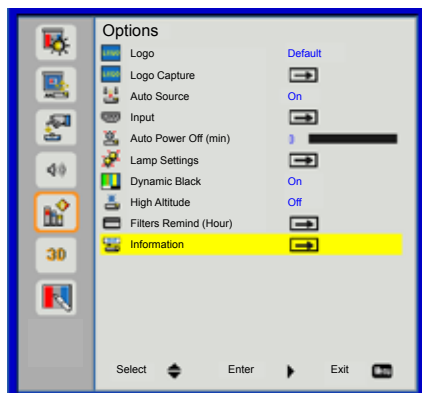 Options
Logo Default
Logo Capture
Auto Source On
Input
Auto Power Off (min) 0
Lamp Settings
Dynamic Black On
High Altitude Off
Filters Remind (Hour)
Information
3D
Select Enter Exit